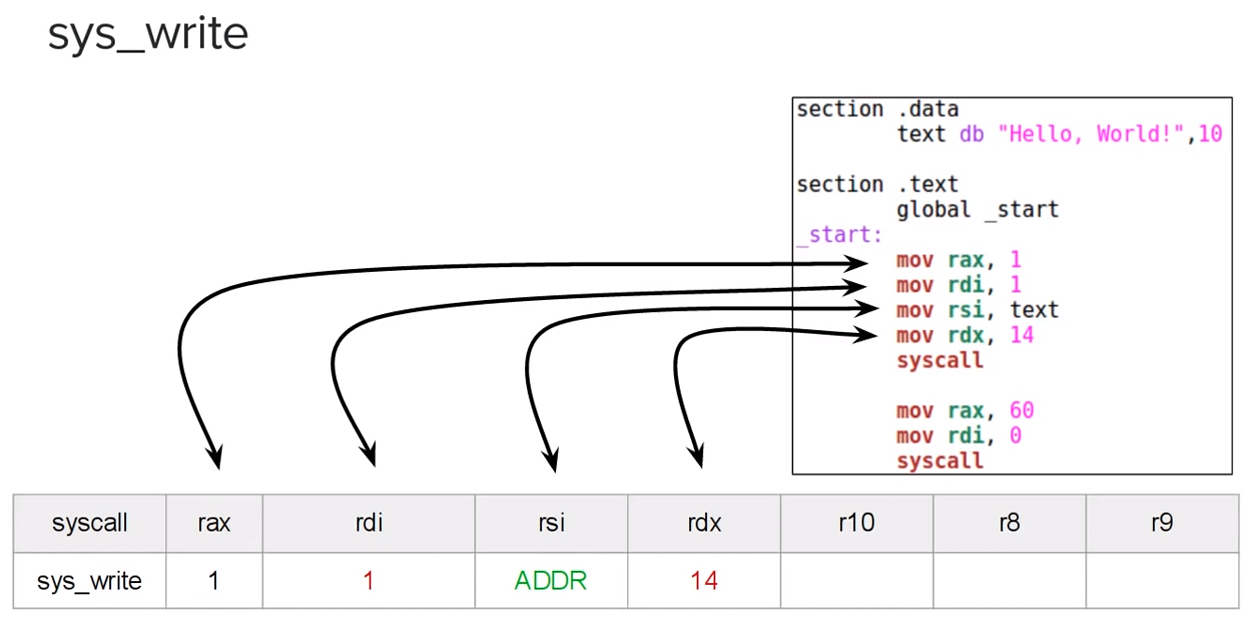 sys_write
section .data
text db "Hello, World!",10
section .text
global _start
_start:
mov rax, 1
mov rdi, 1
mov rsi, text
mov rdx, 14
syscall
mov rax, 60
mov rdi, 0
syscall
syscall rax rdi rsi rdx r10 r8 r9
sys_write 1 1 ADDR 14